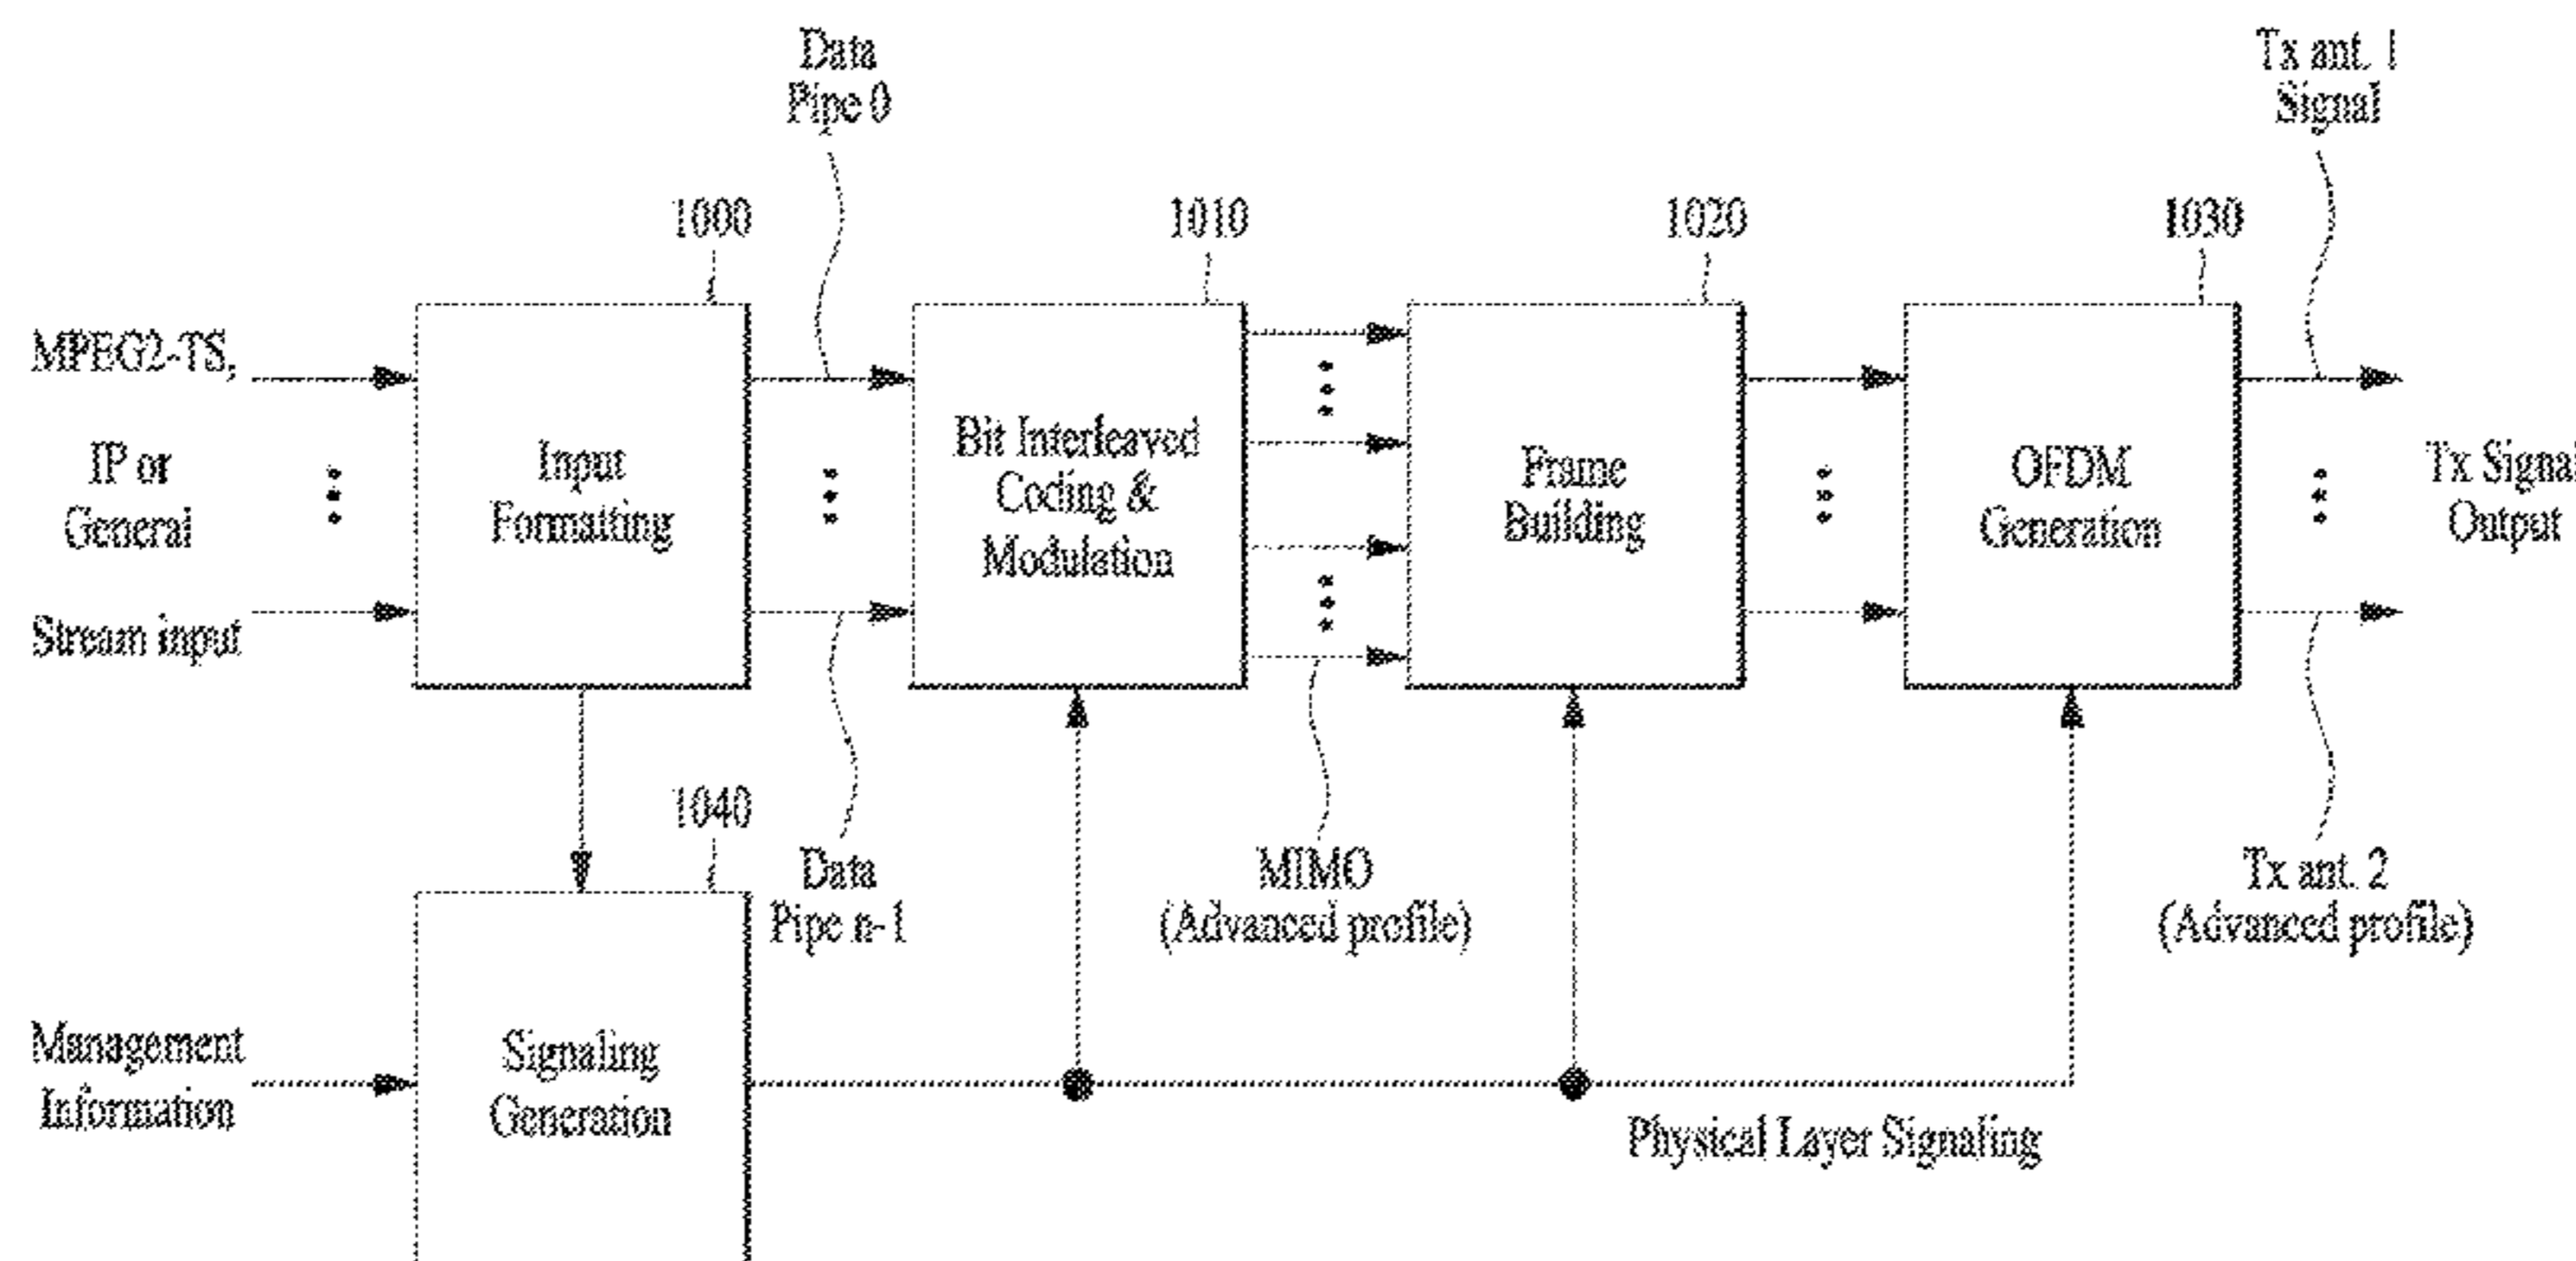 Data
Pipe 0
Tx ant. 1
Signal
1000
1010
1020
1030
MPEG2-TS,
IP or
General
Stream input
Input
Formatting
Bit Interleaved
Coding &
Modulation
Frame
Building
OFDM
Generation
Tx Signal
Output
1040
Data
Pipe n-1
MIMO
(Advanced profile)
Tx ant. 2
(Advanced profile)
Management
Information
Signaling
Generation
Physical Layer Signaling